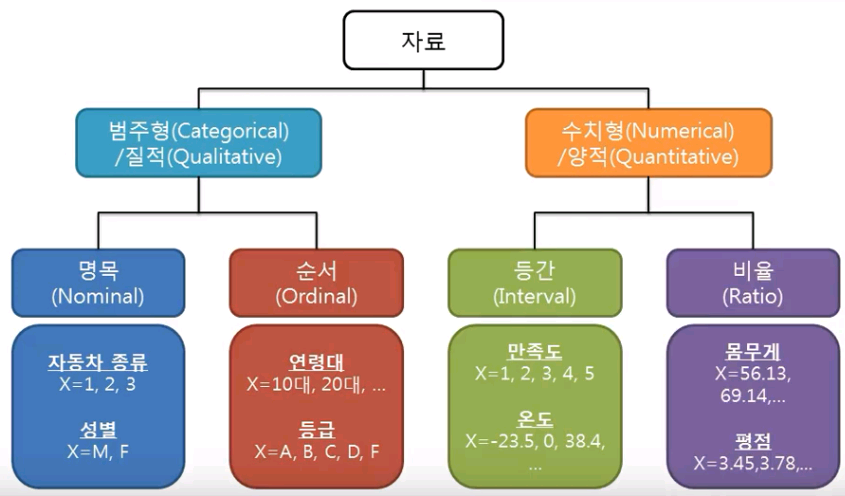 자료
범주형(Categorical)
/질적(Qualitative)
수치형(Numerical)
/양적(Quantitative)
명목
(Nominal)
순서
(Ordinal)
등간
(Interval)
비율
(Ratio)
자동차 종류
X=1, 2, 3
성별
X=M, F
연령대
X=10대, 20대, ...
등급
X=A, B, C, D, F
만족도
X=1, 2, 3, 4, 5
온도
X=-23.5, 0, 38.4,
...
몸무게
X=56.13,
69.14,...
평점
X=3.45,3.78,...